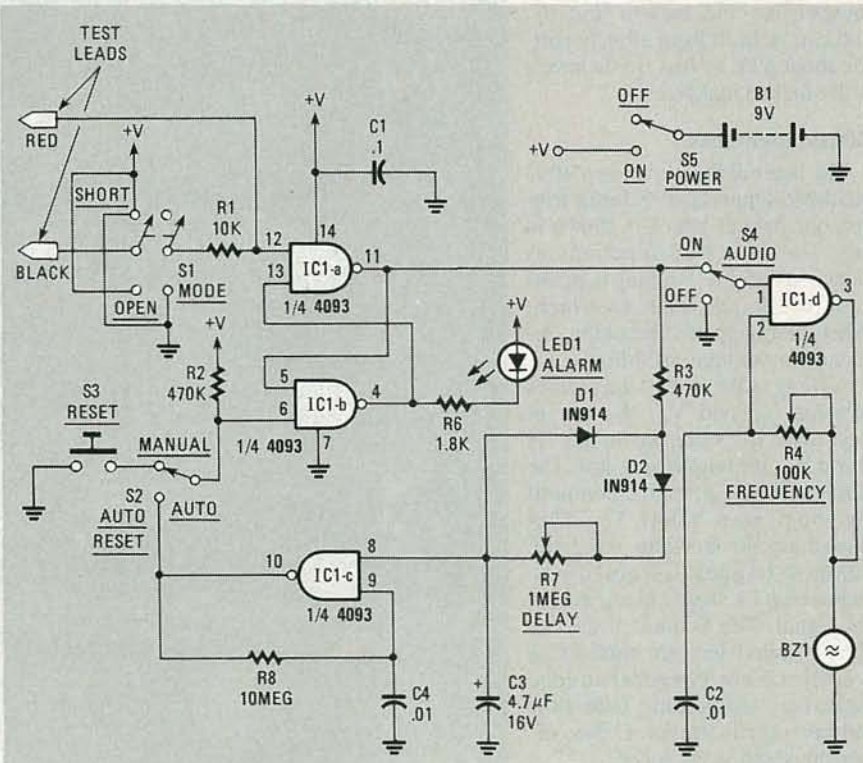 TEST
LEADS
RED
+V
SHORT
BLACK
OPEN
S1
MODE
R1
10K
+V
C1
.1
12
14
13
11
IC1-a
1/4 4093
OFF
+V
ON
S5
POWER
B1
9V
ON
S4
AUDIO
OFF
1
2
3
IC1-d
1/4
4093
+V
R2
470K
5
6
4
7
IC1-b
1/4 4093
+V
LED1
ALARM
R6
1.8K
R3
470K
D1
IN914
D2
IN914
R4
100K
FREQUENCY
S3
RESET
MANUAL
S2
AUTO
RESET
AUTO
10
8
9
IC1-c
1/4 4093
R7
1MEG
DELAY
BZ1
R8
10MEG
C4
.01
+
C3
4.7µF
16V
C2
.01